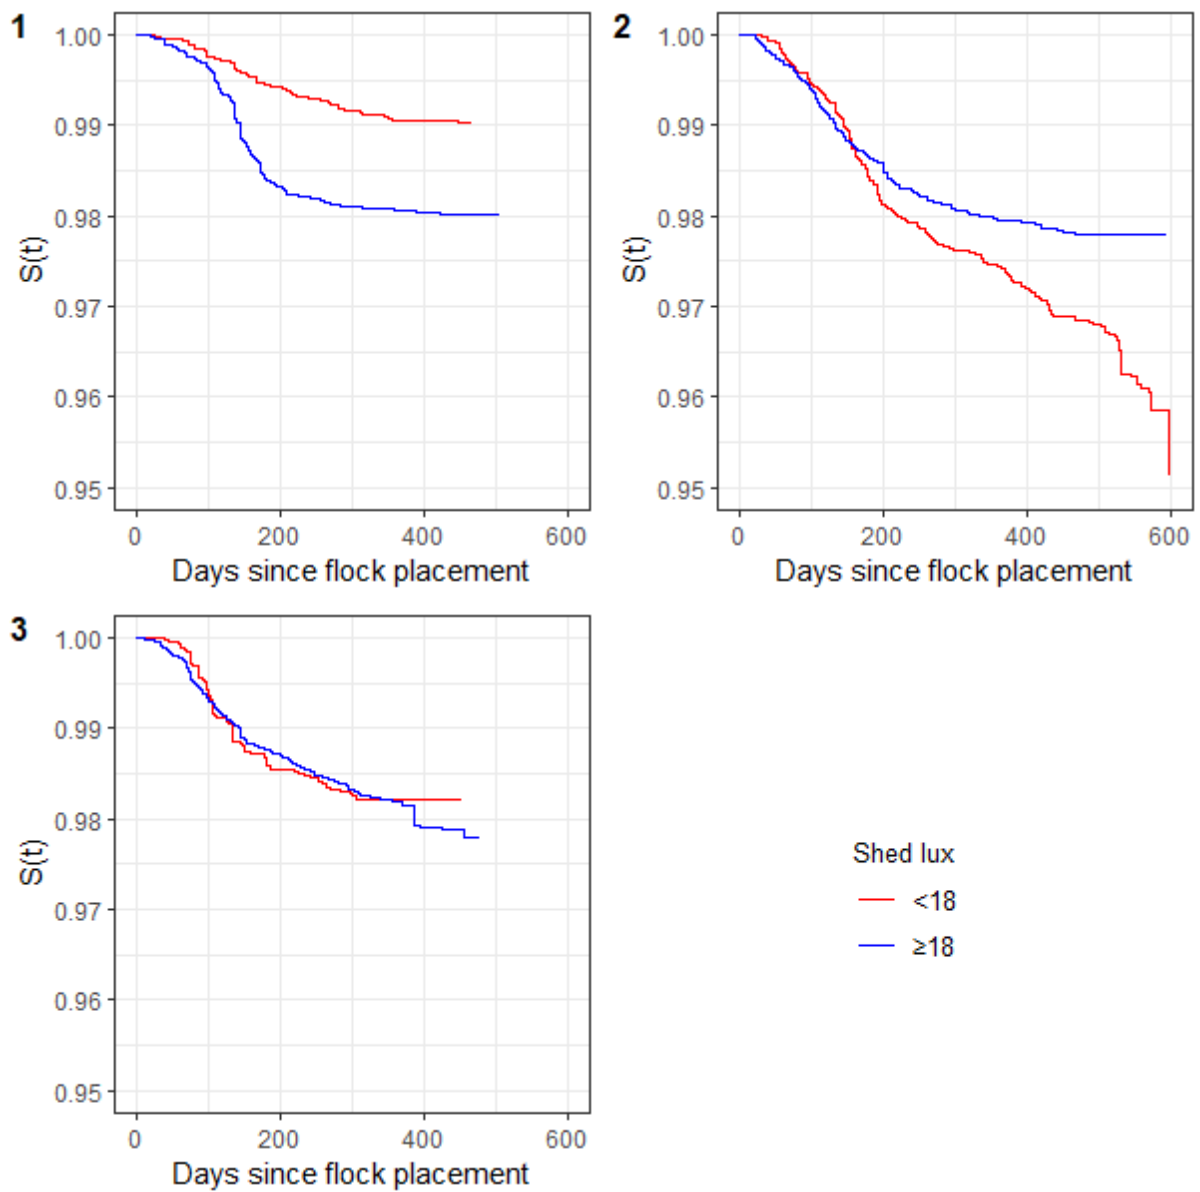 1
1.00
0.99
0.98
0.97
0.96
0.95
S(t)
0 200 400 600
Days since flock placement
2
1.00
0.99
0.98
0.97
0.96
0.95
S(t)
0 200 400 600
Days since flock placement
3
1.00
0.99
0.98
0.97
0.96
0.95
S(t)
0 200 400 600
Days since flock placement
Shed lux
<18
≥18